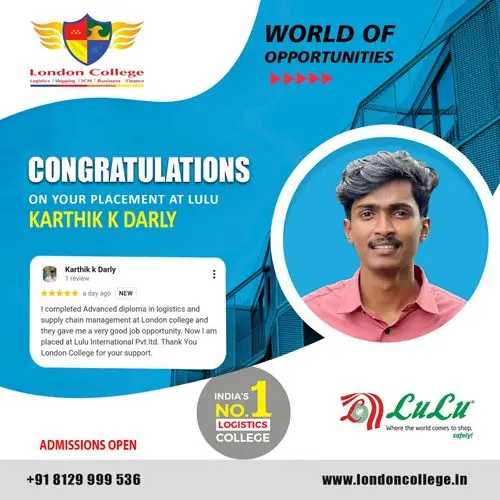 London College
Logistics | Shipping | SCM | Business | Finance
WORLD OF
OPPORTUNITIES
CONGRATULATIONS
ON YOUR PLACEMENT AT LULU
KARTHIK K DARLY
Karthik k Darly
1 review
a day ago NEW
I completed Advanced diploma in logistics and
supply chain management at London college and
they gave me a very good job opportunity. Now I am
placed at Lulu International Pvt.ltd. Thank You
London College for your support.
INDIA'S
NO.1
LOGISTICS
COLLEGE
LuLu
Where the world comes to shop,
safely!
ADMISSIONS OPEN
+91 8129 999 536
www.londoncollege.in